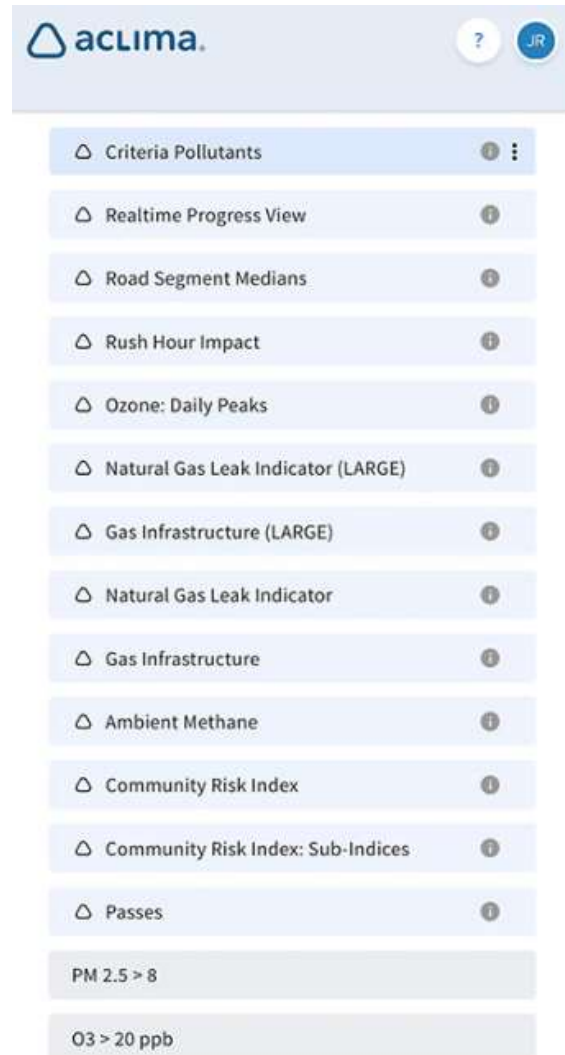 aclima.
?
JR
Criteria Pollutants
Realtime Progress View
Road Segment Medians
Rush Hour Impact
Ozone: Daily Peaks
Natural Gas Leak Indicator (LARGE)
Gas Infrastructure (LARGE)
Natural Gas Leak Indicator
Gas Infrastructure
Ambient Methane
Community Risk Index
Community Risk Index: Sub-Indices
Passes
PM 2.5 > 8
O3 > 20 ppb